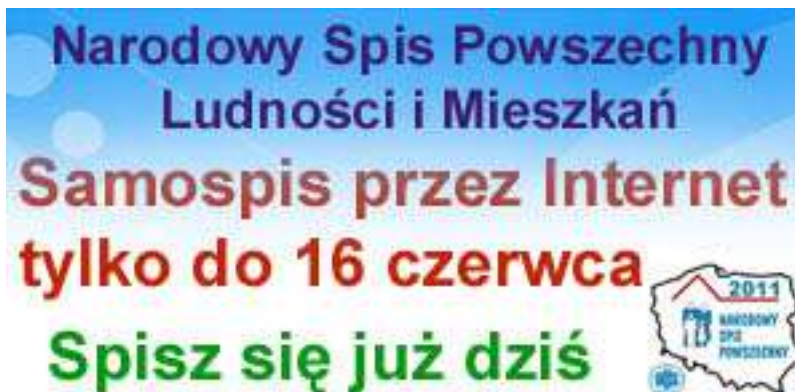 Narodowy Spis Powszechny
Ludności i Mieszkań
Samospis przez Internet
tylko do 16 czerwca
Spisz się już dziś
2011
NARODOWY
SPIS
POWSZECHNY